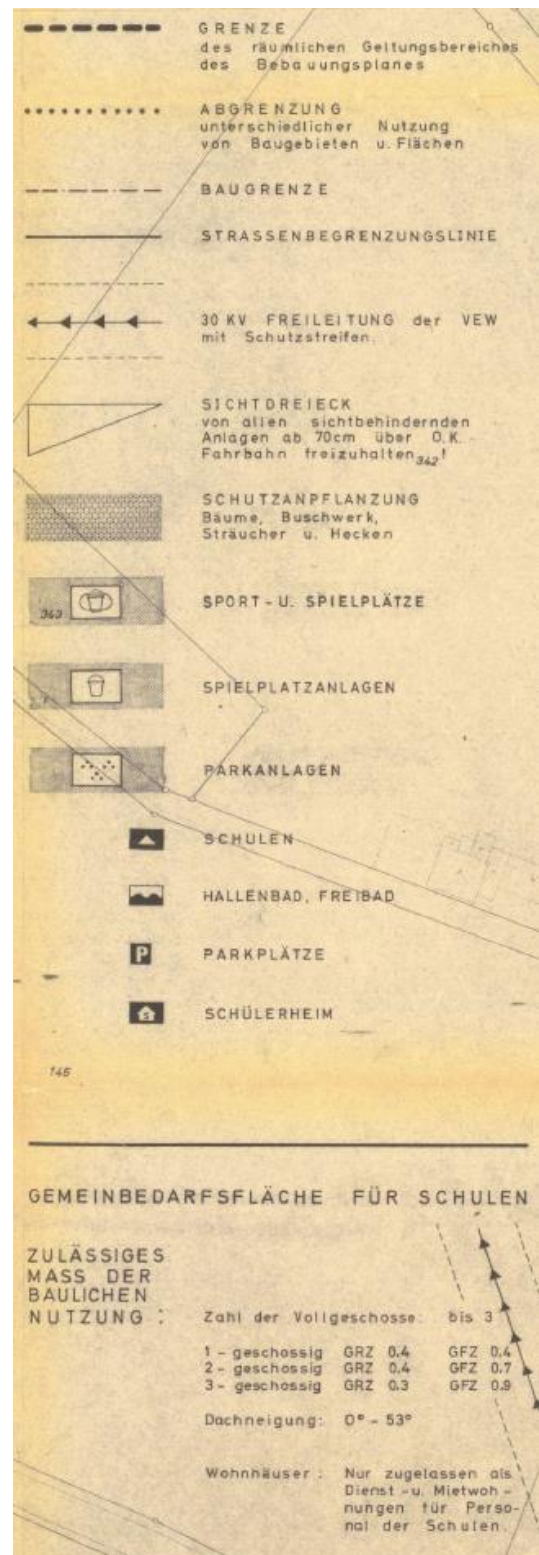 GRENZE
des räumlichen Geltungsbereiches
des Bebauungsplanes
ABGRENZUNG
unterschiedlicher Nutzung
von Baugebieten u. Flächen
BAUGRENZE
STRASSENBEGRENZUNGSLINIE
30 KV FREILEITUNG der VEW
mit Schutzstreifen.
SICHTDREIECK
von allen sichtbehindernden
Anlagen ab 70cm über O.K.
Fahrbahn freizuhalten!
342
SCHUTZANPFLANZUNG
Bäume, Buschwerk,
Sträucher u. Hecken
343
SPORT-U. SPIELPLÄTZE
SPIELPLATZANLAGEN
PARKANLAGEN
SCHULEN
HALLENBAD, FREIBAD
P
PARKPLÄTZE
S
SCHÜLERHEIM
146
GEMEINBEDARFSFLÄCHE FÜR SCHULEN
ZULÄSSIGES
MASS DER
BAULICHEN
NUTZUNG :
Zahl der Vollgeschosse: bis 3
1 - geschossig GRZ 0.4 GFZ 0.4
2 - geschossig GRZ 0.4 GFZ 0.7
3 - geschossig GRZ 0.3 GFZ 0.9
Dachneigung: 0° - 53°
Wohnhäuser : Nur zugelassen als
Dienst -u. Mietwoh -
nungen für Perso-
nal der Schulen.